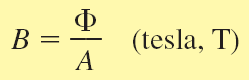 B = Φ / A (tesla, T)